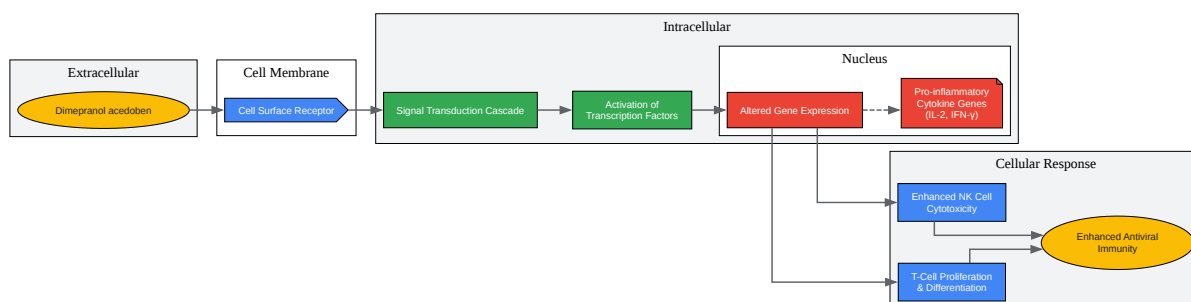 Intracellular
Extracellular
Dimepranol acedoben
Cell Membrane
Cell Surface Receptor
Signal Transduction Cascade
Activation of
Transcription Factors
Nucleus
Altered Gene Expression
Pro-inflammatory
Cytokine Genes
(IL-2, IFN-γ)
Cellular Response
Enhanced NK Cell
Cytotoxicity
T-Cell Proliferation
& Differentiation
Enhanced Antiviral
Immunity